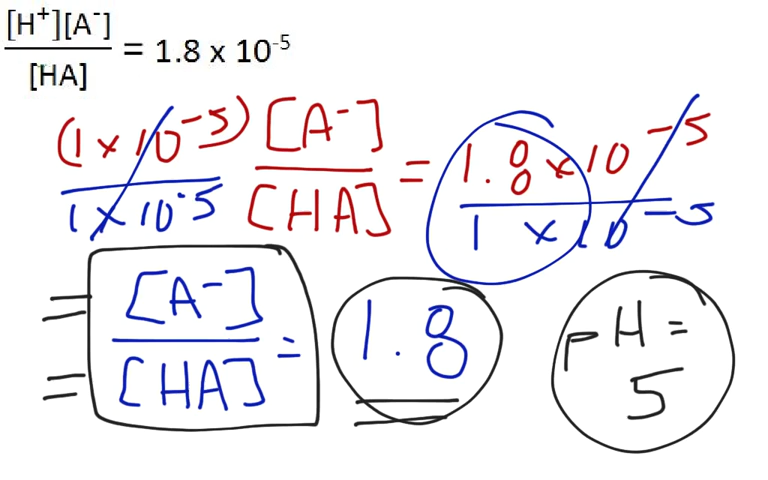 [H⁺][A⁻]
[HA]
= 1.8 x 10⁻⁵
(1 x 10⁻⁵) [A⁻] = 1.8 x 10⁻⁵
1 x 10⁻⁵ [HA] 1 x 10⁻⁵
[A⁻] = 1.8
[HA]
pH =
5